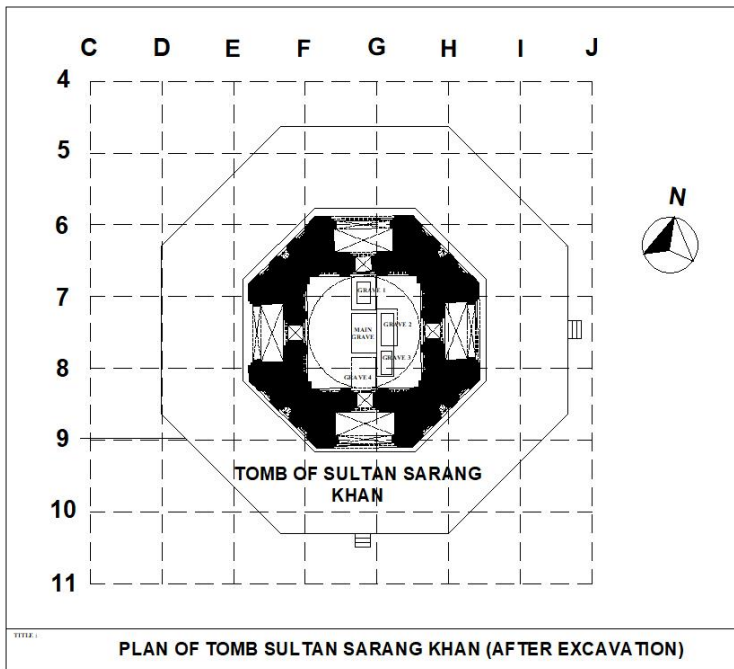 C D E F G H I J
4
5
6
7
8
9
10
11
N
GRAVE 1
MAIN
GRAVE
GRAVE 2
GRAVE 3
GRAVE 4
TOMB OF SULTAN SARANG
KHAN
TITLE :
PLAN OF TOMB SULTAN SARANG KHAN (AFTER EXCAVATION)